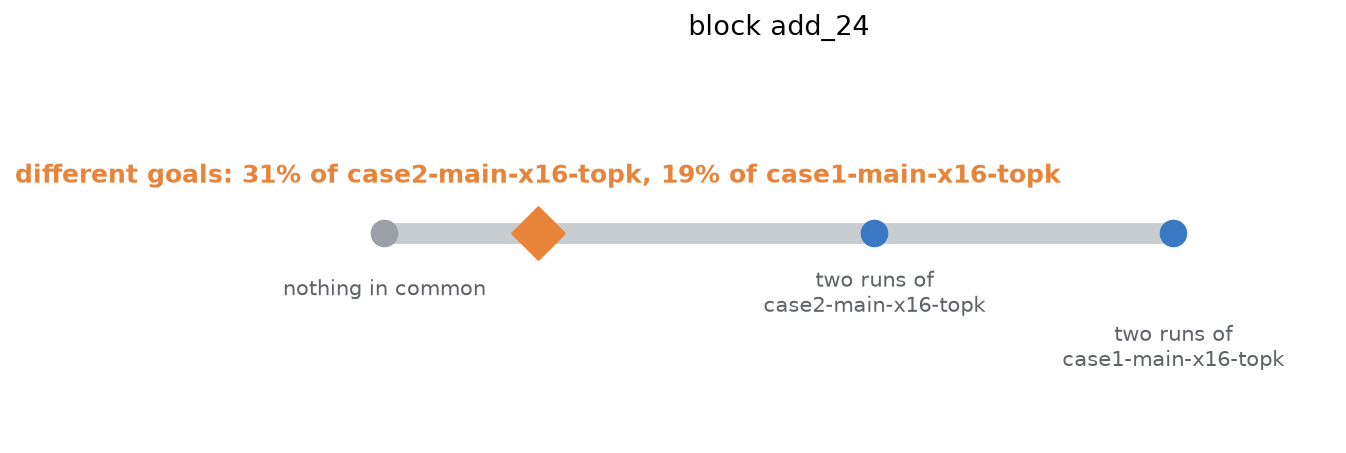 block add_24
different goals: 31% of case2-main-x16-topk, 19% of case1-main-x16-topk
nothing in common
two runs of
case2-main-x16-topk
two runs of
case1-main-x16-topk